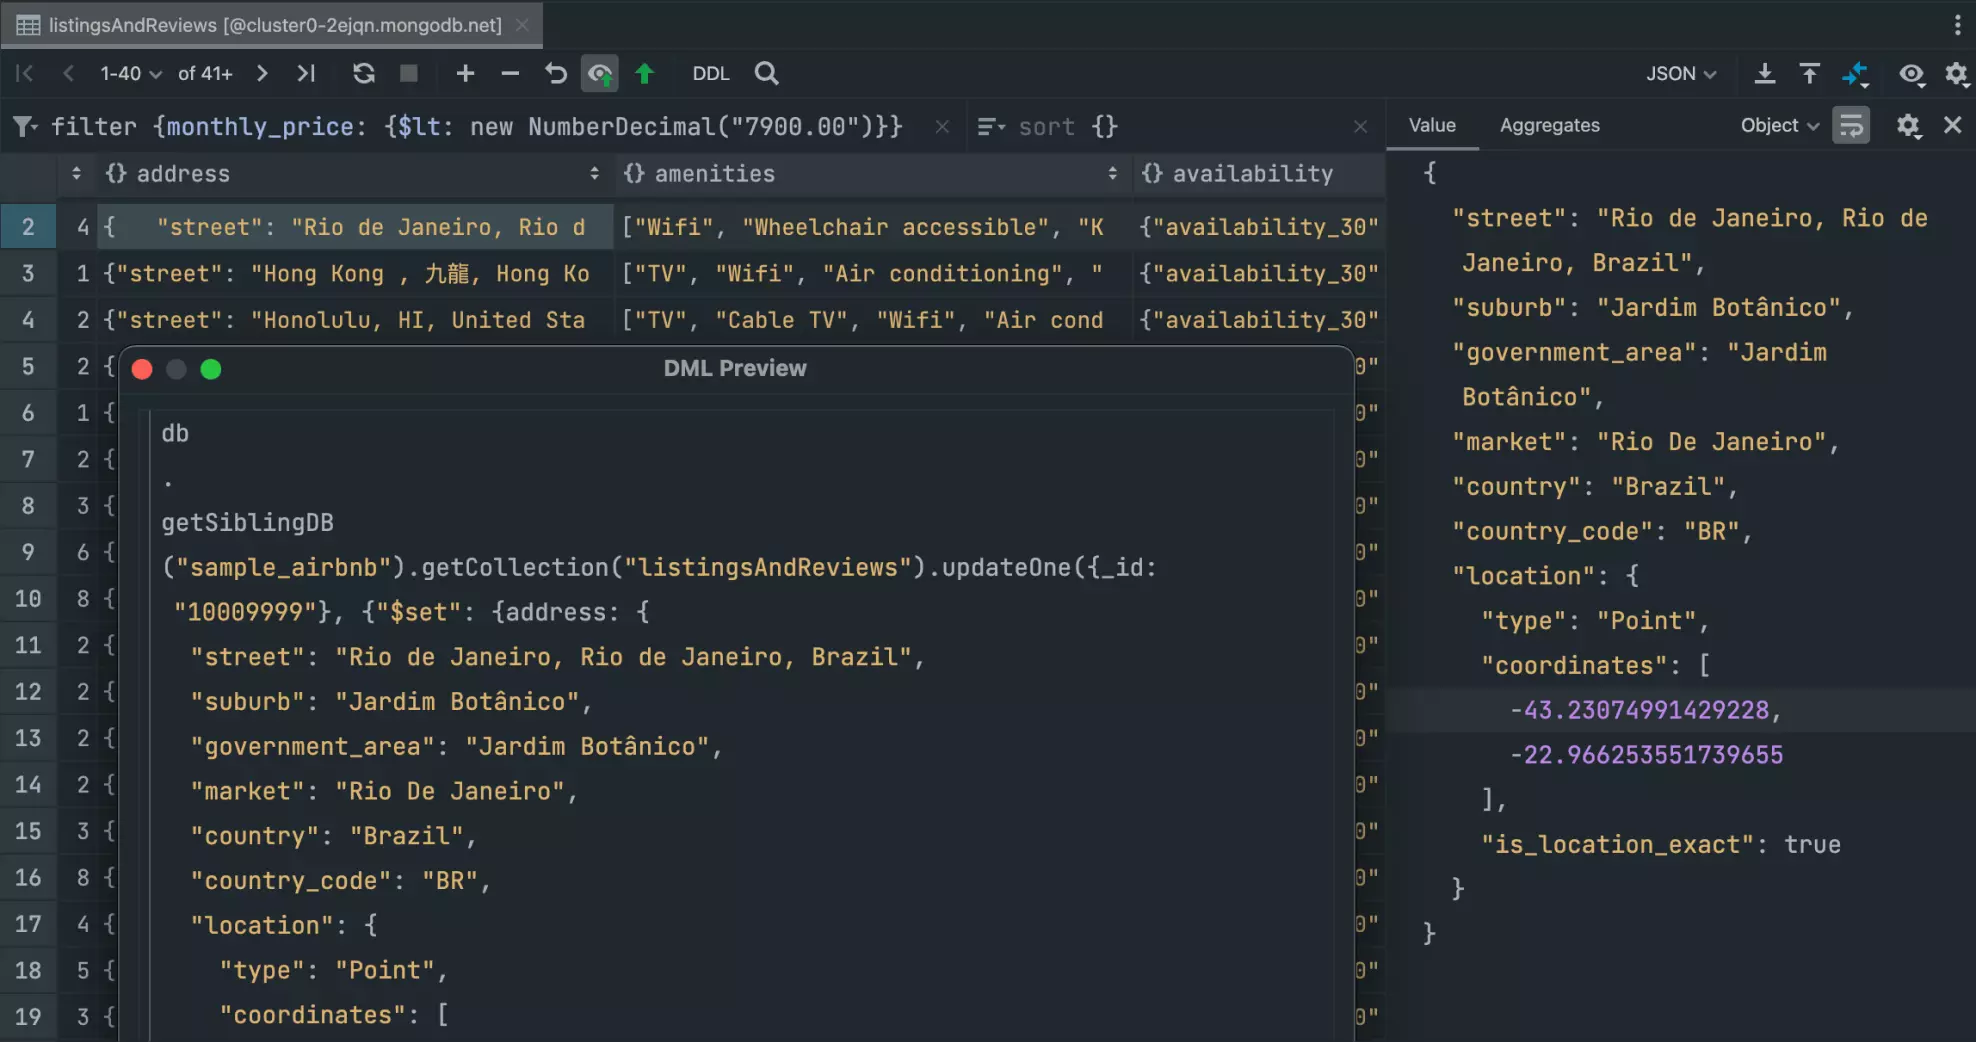 listingsAndReviews [@cluster0-2ejqn.mongodb.net]
1-40 of 41+ DDL JSON
filter {monthly_price: {$lt: new NumberDecimal("7900.00")}} sort {}
Value Aggregates Object
{} address {} amenities {} availability
2 4 { "street": "Rio de Janeiro, Rio d ["Wifi", "Wheelchair accessible", "K {"availability_30"
3 1 {"street": "Hong Kong , 九龍, Hong Ko ["TV", "Wifi", "Air conditioning", " {"availability_30"
4 2 {"street": "Honolulu, HI, United Sta ["TV", "Cable TV", "Wifi", "Air cond {"availability_30"
5 2 { 0"
6 1 { 0"
7 2 { 0"
8 3 { 0"
9 6 { 0"
10 8 { 0"
11 2 { 0"
12 2 { 0"
13 2 { 0"
14 2 { 0"
15 3 { 0"
16 8 { 0"
17 4 { 0"
18 5 { 0"
19 3 { 0"
DML Preview
db
.
getSiblingDB
("sample_airbnb").getCollection("listingsAndReviews").updateOne({_id:
"10009999"}, {"$set": {address: {
"street": "Rio de Janeiro, Rio de Janeiro, Brazil",
"suburb": "Jardim Botânico",
"government_area": "Jardim Botânico",
"market": "Rio De Janeiro",
"country": "Brazil",
"country_code": "BR",
"location": {
"type": "Point",
"coordinates": [
{
"street": "Rio de Janeiro, Rio de
Janeiro, Brazil",
"suburb": "Jardim Botânico",
"government_area": "Jardim
Botânico",
"market": "Rio De Janeiro",
"country": "Brazil",
"country_code": "BR",
"location": {
"type": "Point",
"coordinates": [
-43.23074991429228,
-22.966253551739655
],
"is_location_exact": true
}
}